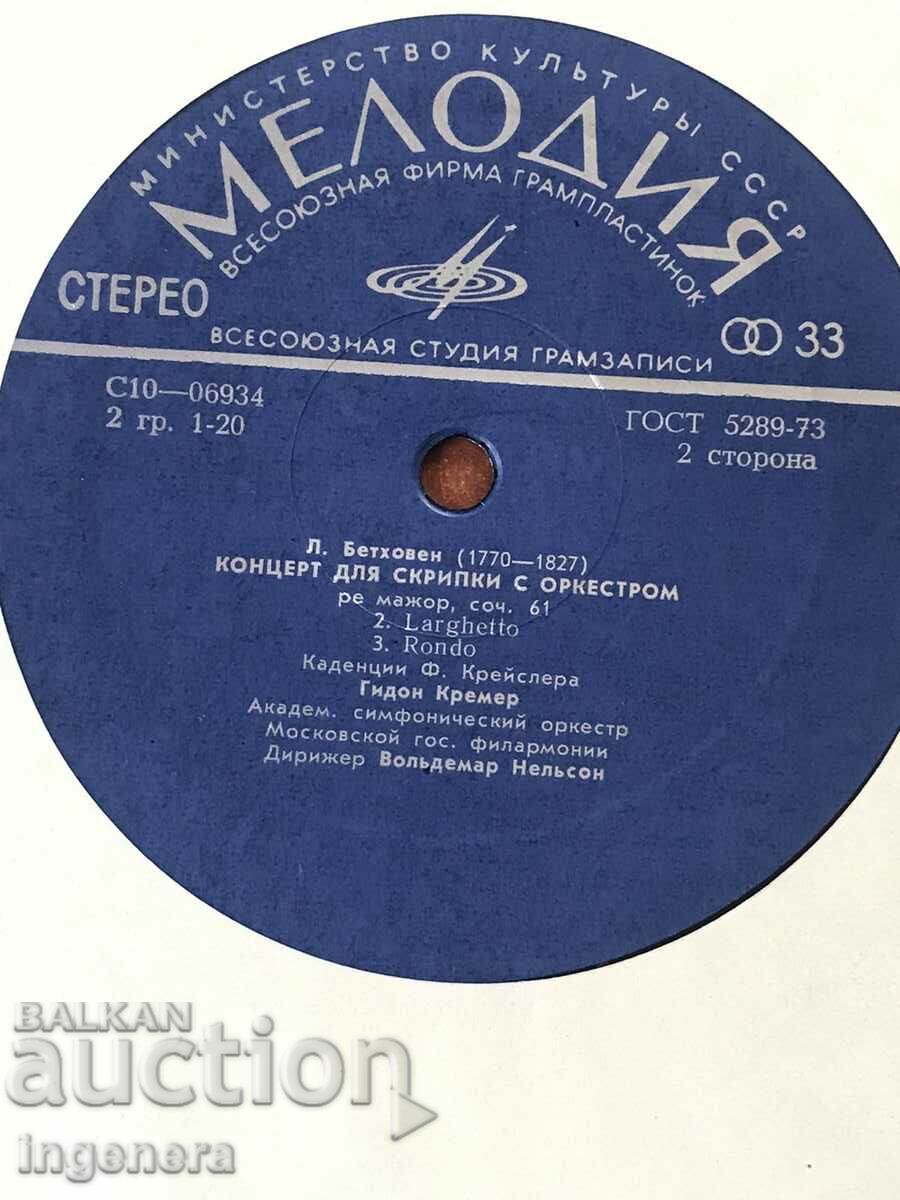 МИНИСТЕРСТВО КУЛЬТУРЫ СССР
МЕЛОДИЯ
ВСЕСОЮЗНАЯ ФИРМА ГРАМПЛАСТИНОК
СТЕРЕО
33
ВСЕСОЮЗНАЯ СТУДИЯ ГРАМЗАПИСИ
С10—06934
2 гр. 1-20
ГОСТ 5289-73
2 сторона
Л. Бетховен (1770—1827)
КОНЦЕРТ ДЛЯ СКРИПКИ С ОРКЕСТРОМ
ре мажор, соч. 61
2. Larghetto
3. Rondo
Каденции Ф. Крейслера
Гидон Кремер
Академ. симфонический оркестр
Московской гос. филармонии
Дирижер Вольдемар Нельсон
BALKAN
auction
ingenera